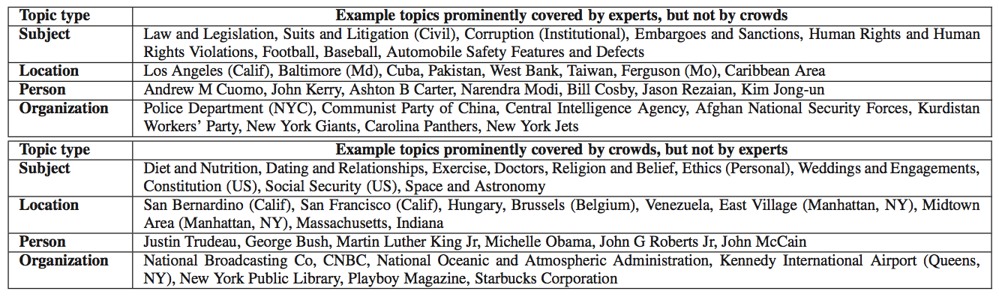 Topic type Example topics prominently covered by experts, but not by crowds
Subject Law and Legislation, Suits and Litigation (Civil), Corruption (Institutional), Embargoes and Sanctions, Human Rights and Human
Rights Violations, Football, Baseball, Automobile Safety Features and Defects
Location Los Angeles (Calif), Baltimore (Md), Cuba, Pakistan, West Bank, Taiwan, Ferguson (Mo), Caribbean Area
Person Andrew M Cuomo, John Kerry, Ashton B Carter, Narendra Modi, Bill Cosby, Jason Rezaian, Kim Jong-un
Organization Police Department (NYC), Communist Party of China, Central Intelligence Agency, Afghan National Security Forces, Kurdistan
Workers' Party, New York Giants, Carolina Panthers, New York Jets
Topic type Example topics prominently covered by crowds, but not by experts
Subject Diet and Nutrition, Dating and Relationships, Exercise, Doctors, Religion and Belief, Ethics (Personal), Weddings and Engagements,
Constitution (US), Social Security (US), Space and Astronomy
Location San Bernardino (Calif), San Francisco (Calif), Hungary, Brussels (Belgium), Venezuela, East Village (Manhattan, NY), Midtown
Area (Manhattan, NY), Massachusetts, Indiana
Person Justin Trudeau, George Bush, Martin Luther King Jr, Michelle Obama, John G Roberts Jr, John McCain
Organization National Broadcasting Co, CNBC, National Oceanic and Atmospheric Administration, Kennedy International Airport (Queens,
NY), New York Public Library, Playboy Magazine, Starbucks Corporation